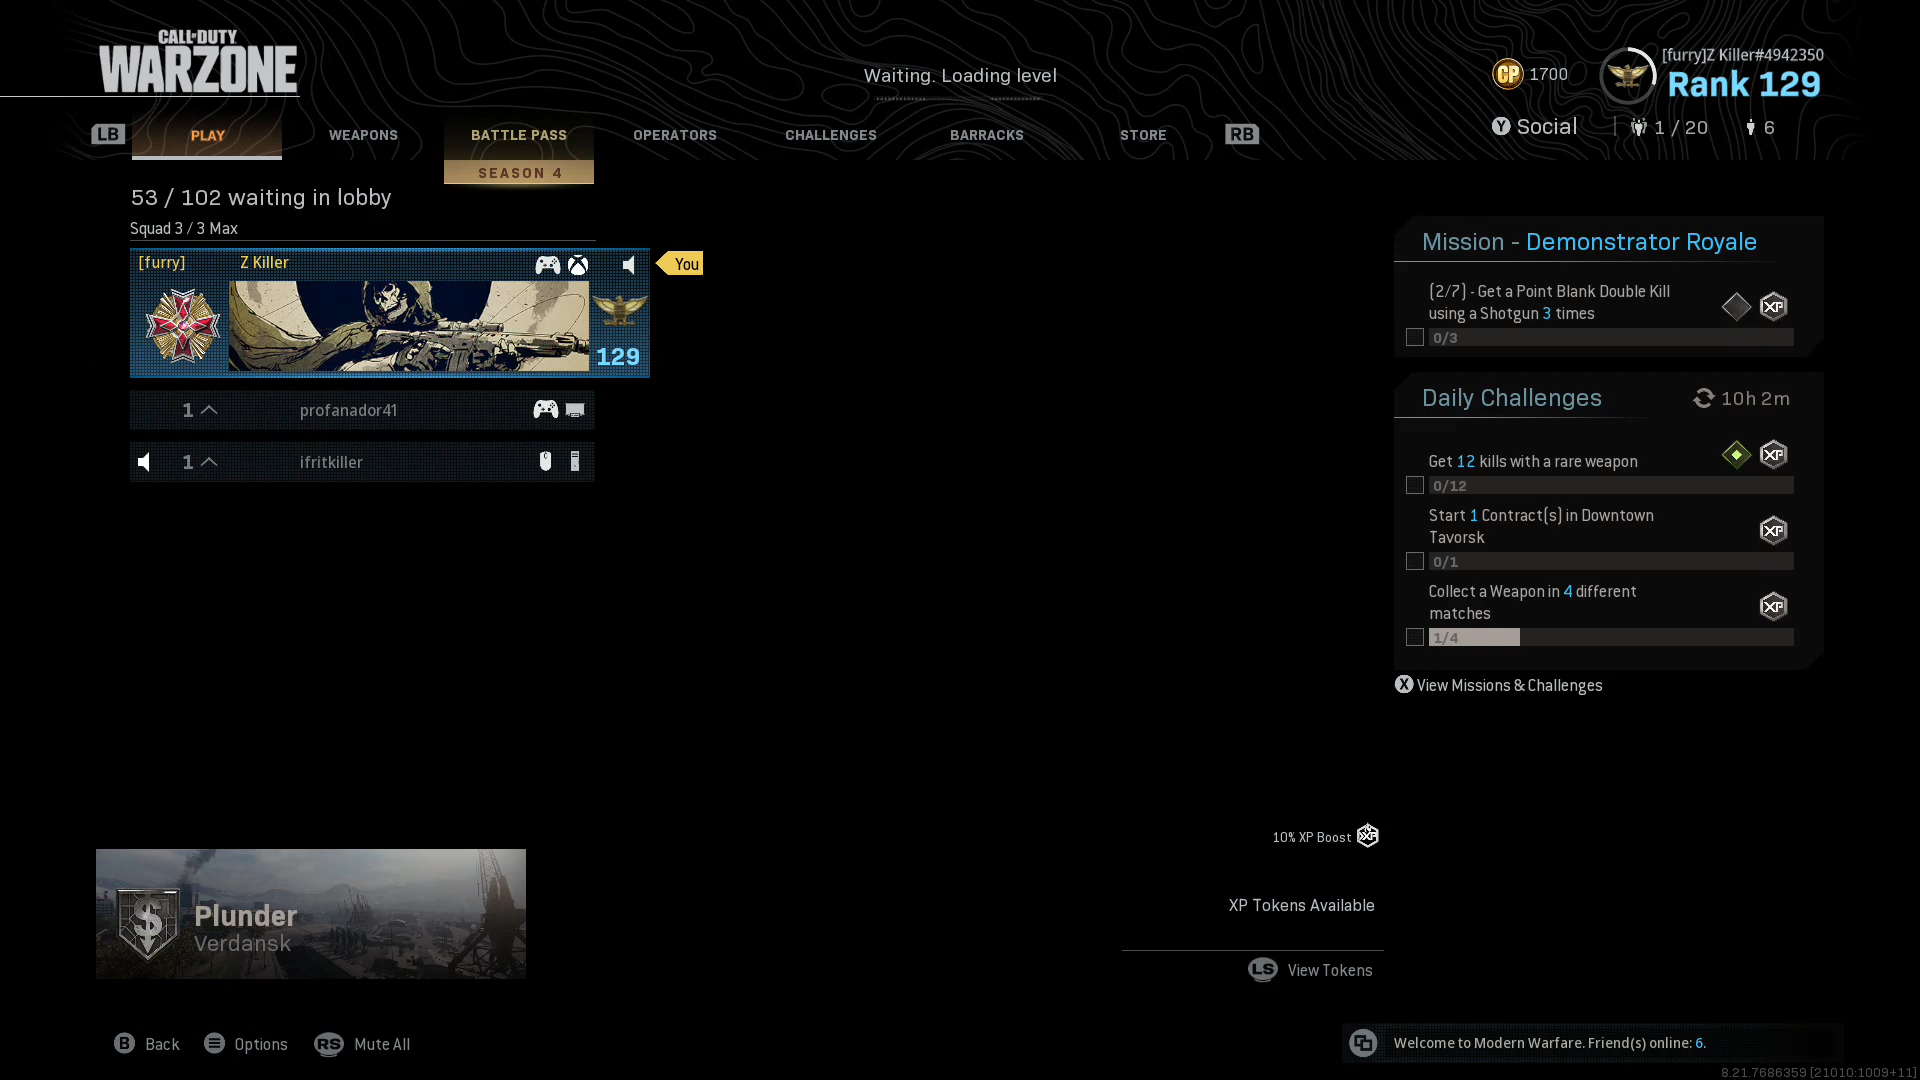 CALL OF DUTY
WARZONE
Waiting. Loading level
CP 1700
[furry]Z Killer#4942350
Rank 129
LB
PLAY
WEAPONS
BATTLE PASS
OPERATORS
CHALLENGES
BARRACKS
STORE
RB
Y Social
1 / 20
6
SEASON 4
53 / 102 waiting in lobby
Squad 3 / 3 Max
[furry] Z Killer
You
129
1 profanador41
1 ifritkiller
Mission - Demonstrator Royale
(2/7) - Get a Point Blank Double Kill
using a Shotgun 3 times
XP
0/3
Daily Challenges
10h 2m
Get 12 kills with a rare weapon
XP
0/12
Start 1 Contract(s) in Downtown
Tavorsk
XP
0/1
Collect a Weapon in 4 different
matches
XP
1/4
X View Missions & Challenges
10% XP Boost XP
XP Tokens Available
LS View Tokens
$
Plunder
Verdansk
B Back
Options
RS Mute All
Welcome to Modern Warfare. Friend(s) online: 6.
8.21.7686359 [21010:1009+11]